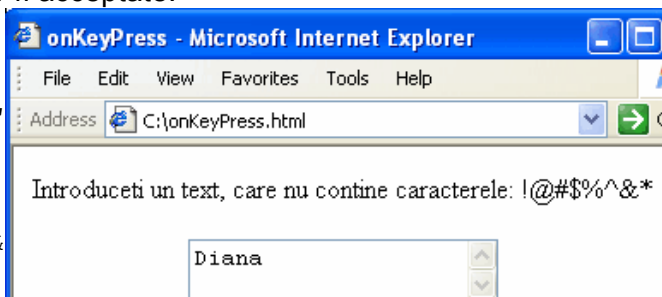 onKeyPress - Microsoft Internet Explorer
File Edit View Favorites Tools Help
Address C:\onKeyPress.html
Introduceti un text, care nu contine caracterele: !@#$%^&*
&
Diana